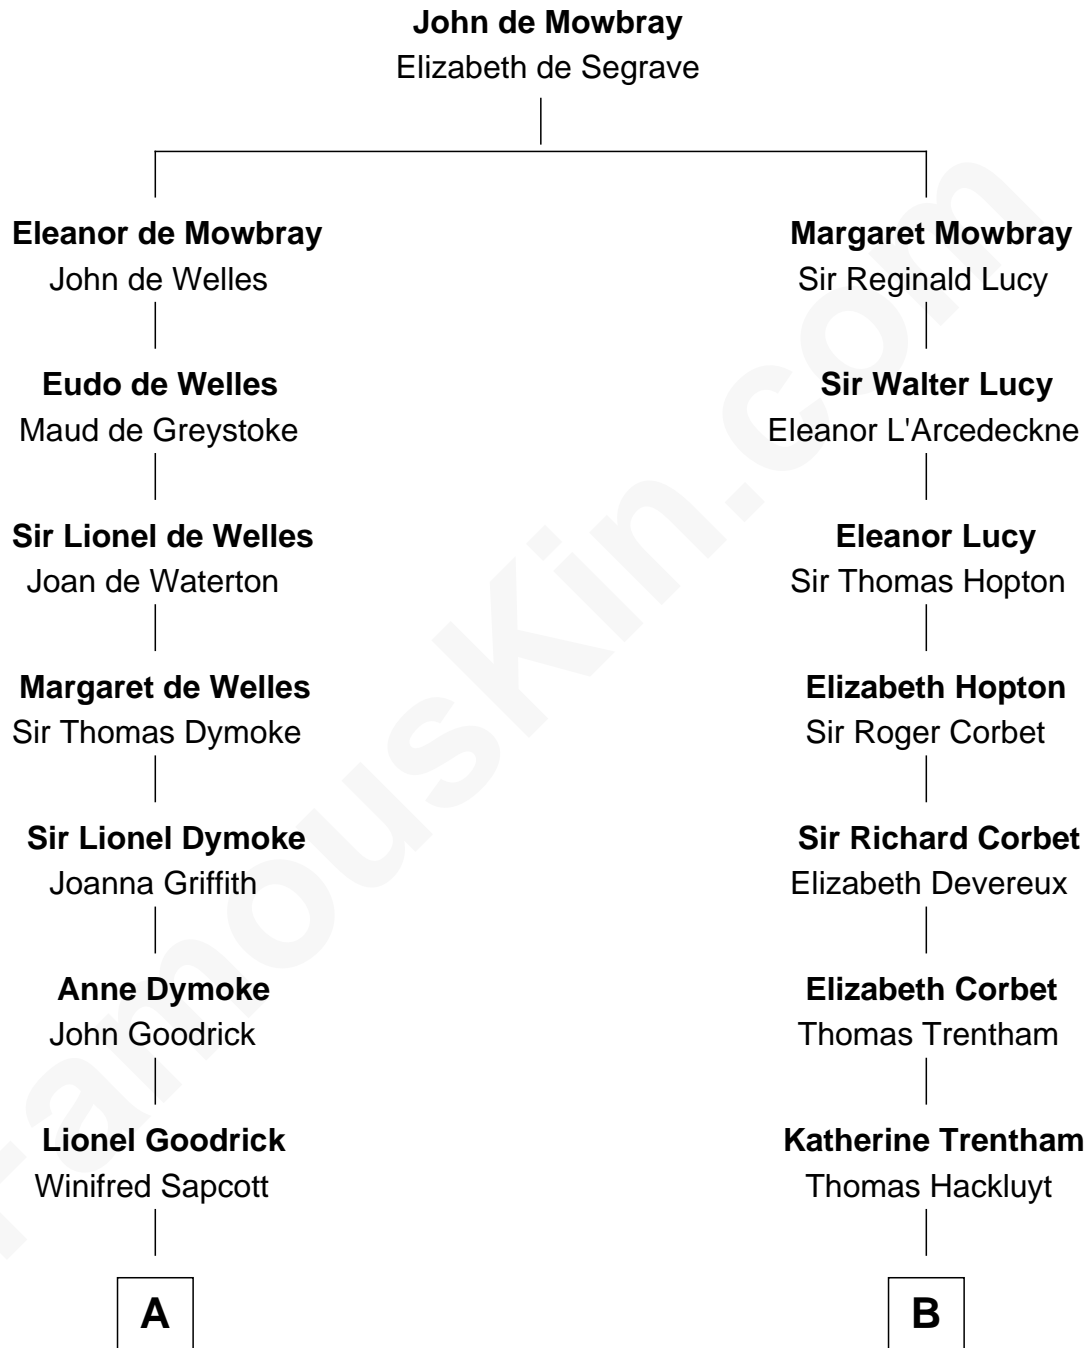 John de Mowbray
Elizabeth de Segrave
Eleanor de Mowbray
John de Welles
Margaret Mowbray
Sir Reginald Lucy
Eudo de Welles
Maud de Greystoke
Sir Walter Lucy
Eleanor L'Arcedeckne
Sir Lionel de Welles
Joan de Waterton
Eleanor Lucy
Sir Thomas Hopton
Margaret de Welles
Sir Thomas Dymoke
Elizabeth Hopton
Sir Roger Corbet
Sir Lionel Dymoke
Joanna Griffith
Sir Richard Corbet
Elizabeth Devereux
Anne Dymoke
John Goodrick
Elizabeth Corbet
Thomas Trentham
Lionel Goodrick
Winifred Sapcott
Katherine Trentham
Thomas Hackluyt
A
B
FamousKin.com